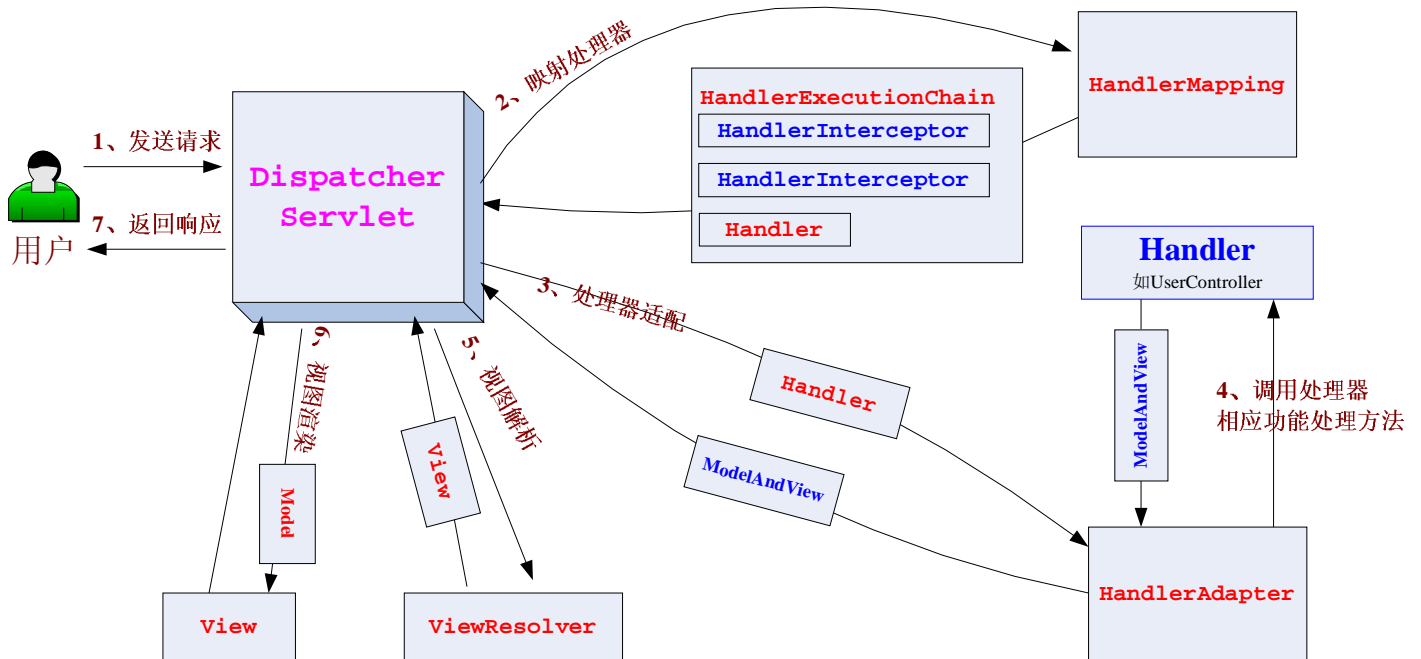 2、映射处理器
HandlerMapping
HandlerExecutionChain
HandlerInterceptor
HandlerInterceptor
Handler
1、发送请求
Dispatcher
Servlet
7、返回响应
用户
Handler
如UserController
3、处理器适配
Handler
ModelAndView
ModelAndView
4、调用处理器
相应功能处理方法
6、视图渲染
5、视图解析
Model
View
View
ViewResolver
HandlerAdapter